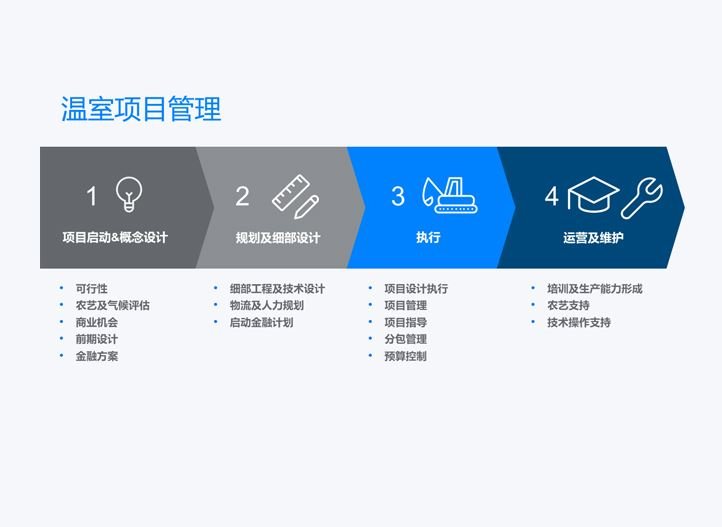 温室项目管理
1
项目启动&概念设计
2
规划及细部设计
3
执行
4
运营及维护
• 可行性
• 农艺及气候评估
• 商业机会
• 前期设计
• 金融方案
• 细部工程及技术设计
• 物流及人力规划
• 启动金融计划
• 项目设计执行
• 项目管理
• 项目指导
• 分包管理
• 预算控制
• 培训及生产能力形成
• 农艺支持
• 技术操作支持